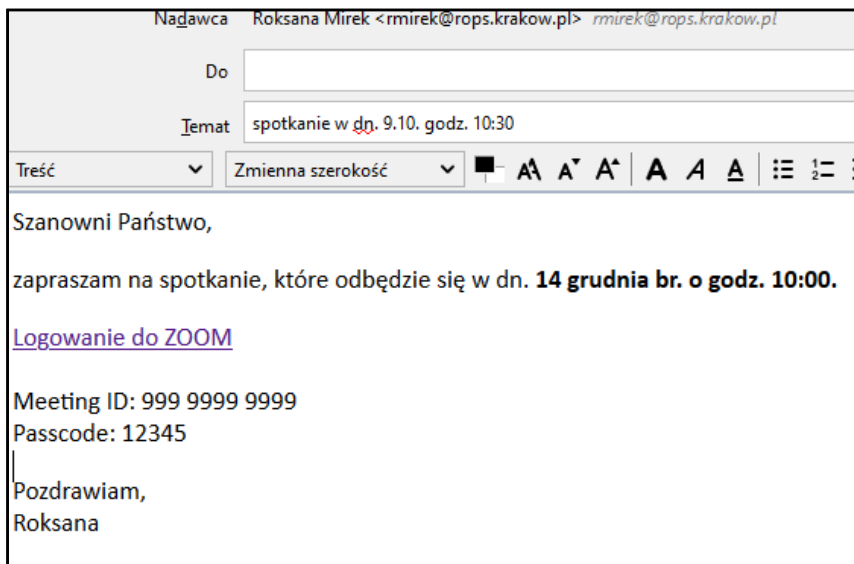 Nadawca Roksana Mirek <rmirek@rops.krakow.pl> rmirek@rops.krakow.pl
Do
Temat spotkanie w dn. 9.10. godz. 10:30
Treść Zmienna szerokość
Szanowni Państwo,
zapraszam na spotkanie, które odbędzie się w dn. 14 grudnia br. o godz. 10:00.
Logowanie do ZOOM
Meeting ID: 999 9999 9999
Passcode: 12345
Pozdrawiam,
Roksana